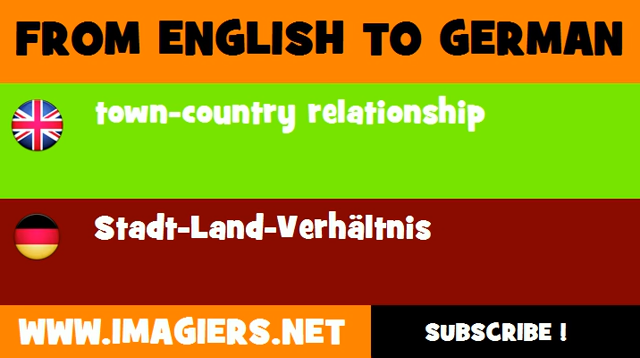 FROM ENGLISH TO GERMAN
town-country relationship
Stadt-Land-Verhältnis
WWW.IMAGIERS.NET
SUBSCRIBE !